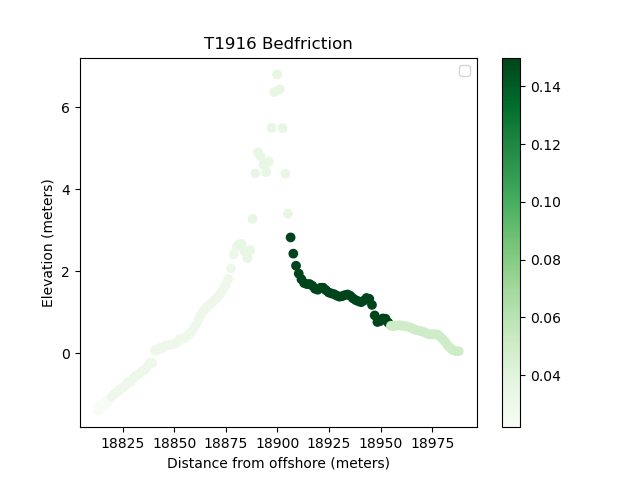 T1916 Bedfriction
Elevation (meters)
6
4
2
0
18825 18850 18875 18900 18925 18950 18975
Distance from offshore (meters)
0.14
0.12
0.10
0.08
0.06
0.04